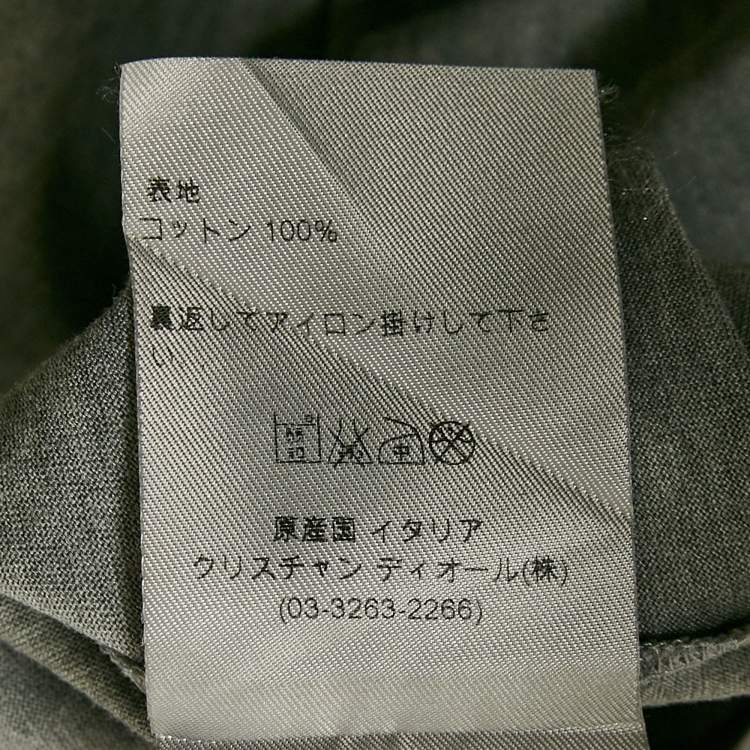 表地
コットン 100%
裏返してアイロン掛けして下さ
い
中
原産国 イタリア
クリスチャン ディオール(株)
(03-3263-2266)